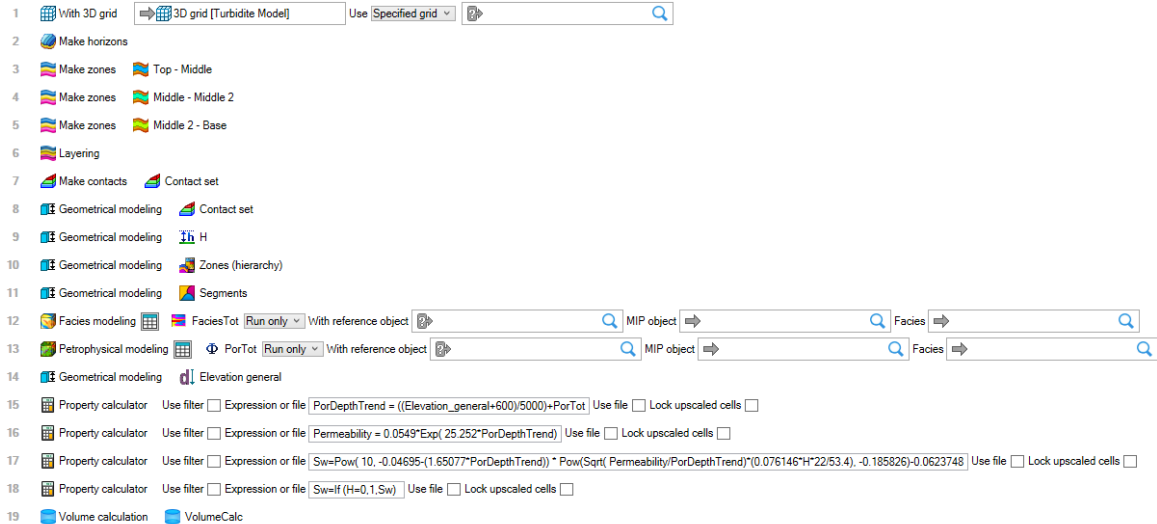 1 With 3D grid 3D grid [Turbidite Model] Use Specified grid
2 Make horizons
3 Make zones Top - Middle
4 Make zones Middle - Middle 2
5 Make zones Middle 2 - Base
6 Layering
7 Make contacts Contact set
8 Geometrical modeling Contact set
9 Geometrical modeling H
10 Geometrical modeling Zones (hierarchy)
11 Geometrical modeling Segments
12 Facies modeling FaciesTot Run only With reference object MIP object Facies
13 Petrophysical modeling Φ PorTot Run only With reference object MIP object Facies
14 Geometrical modeling Elevation general
15 Property calculator Use filter Expression or file PorDepthTrend = ((Elevation_general+600)/5000)+PorTot Use file Lock upscaled cells
16 Property calculator Use filter Expression or file Permeability = 0.0549*Exp( 25.252*PorDepthTrend) Use file Lock upscaled cells
17 Property calculator Use filter Expression or file Sw=Pow( 10, -0.04695-(1.65077*PorDepthTrend)) * Pow(Sqrt( Permeability/PorDepthTrend)*(0.076146*H*22/53.4), -0.185826)-0.0623748 Use file Lock upscaled cells
18 Property calculator Use filter Expression or file Sw=If (H=0,1,Sw) Use file Lock upscaled cells
19 Volume calculation VolumeCalc